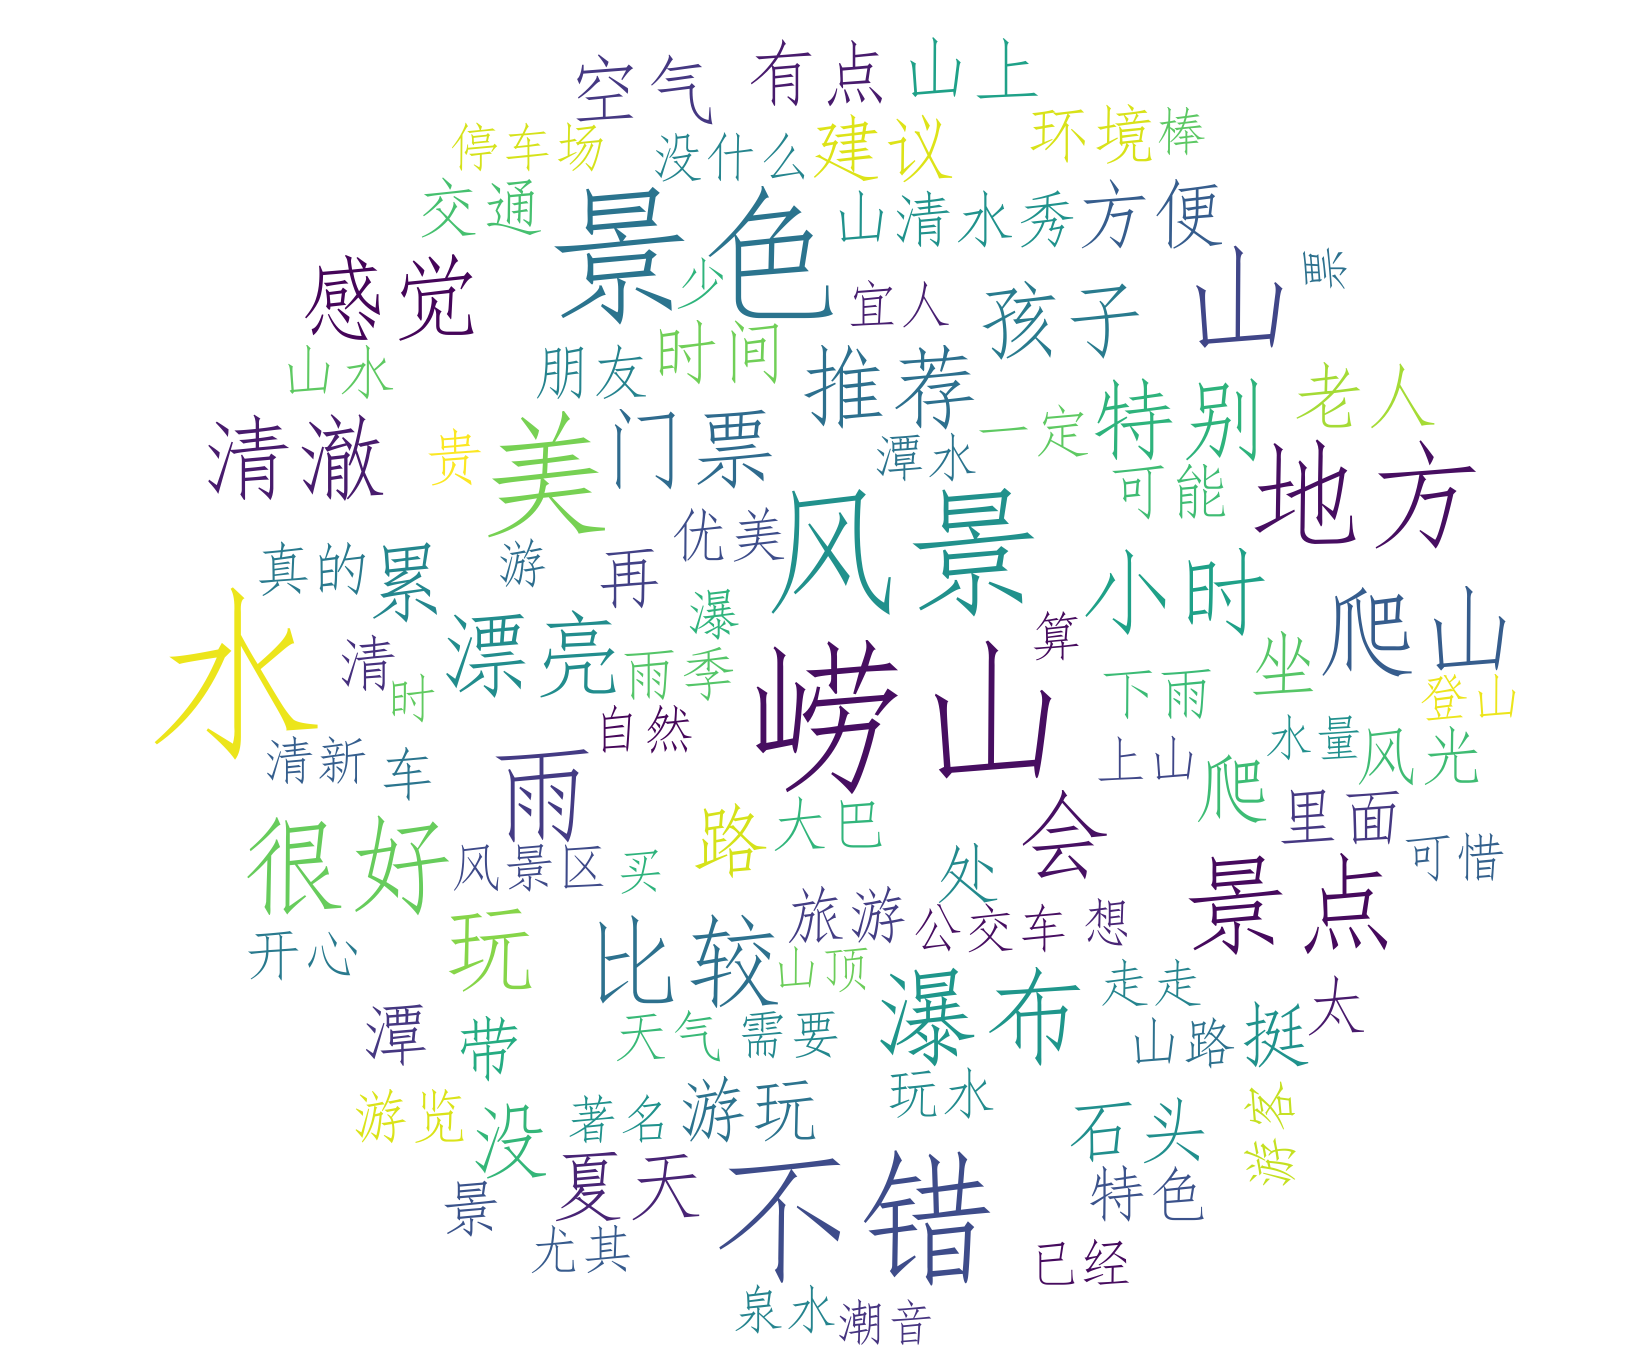 空气 有点 山上
停车场 没什么 建议 环境 棒
交通 景色 山清水秀 方便
感觉 少 宜人 孩子 山 票
山水 朋友 时间 推荐 特别 老人
清澈 贵 美 门票 潭水 一定 可能 地方
真的 累 游 再 优美 风景 小时
水 清 时 漂亮 瀑 雨季 崂山 算 坐 爬山
清新 车 雨 自然 下雨 上山 爬 水量 登山 风光
很好 风景区 买 路 大巴 处 会 里面 景点 可惜
开心 玩 比较 旅游 山顶 公交车 想
潭 带 天气 需要 瀑布 走走 山路 挺 太
游览 没 著名 游玩 玩水 石头 游客
景 夏天 不错 特色
尤其 已经
泉水 潮音